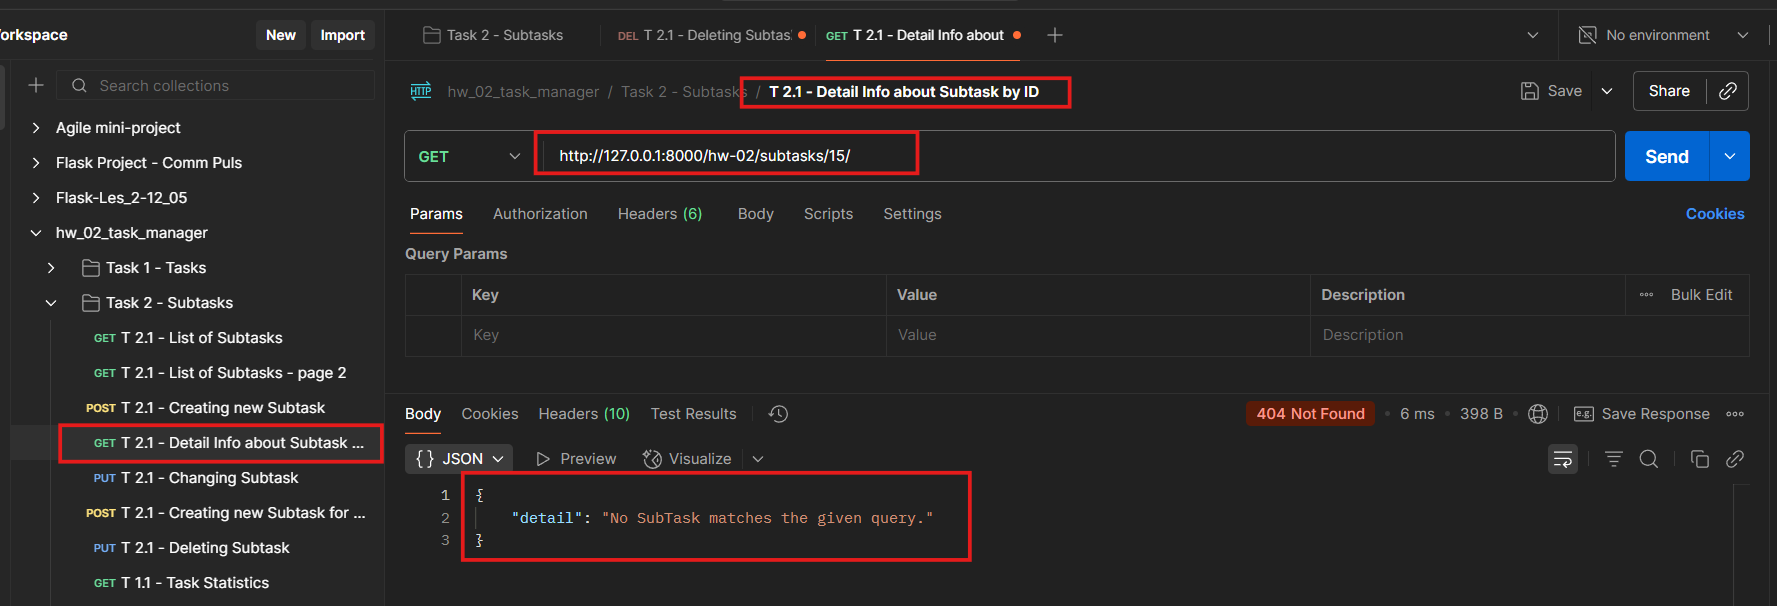 orkspace
New
Import
Search collections
Agile mini-project
Flask Project - Comm Puls
Flask-Les_2-12_05
hw_02_task_manager
Task 1 - Tasks
Task 2 - Subtasks
GET T 2.1 - List of Subtasks
GET T 2.1 - List of Subtasks - page 2
POST T 2.1 - Creating new Subtask
GET T 2.1 - Detail Info about Subtask ...
PUT T 2.1 - Changing Subtask
POST T 2.1 - Creating new Subtask for ...
PUT T 2.1 - Deleting Subtask
GET T 1.1 - Task Statistics
Task 2 - Subtasks
DEL T 2.1 - Deleting Subtas
GET T 2.1 - Detail Info about
No environment
HTTP hw_02_task_manager / Task 2 - Subtasks / T 2.1 - Detail Info about Subtask by ID
Save
Share
GET
http://127.0.0.1:8000/hw-02/subtasks/15/
Send
Params Authorization Headers (6) Body Scripts Settings
Cookies
Query Params
Key Value Description ... Bulk Edit
Key Value Description
Body Cookies Headers (10) Test Results
404 Not Found • 6 ms • 398 B • e.g. Save Response
{} JSON Preview Visualize
1 {
2 "detail": "No SubTask matches the given query."
3 }